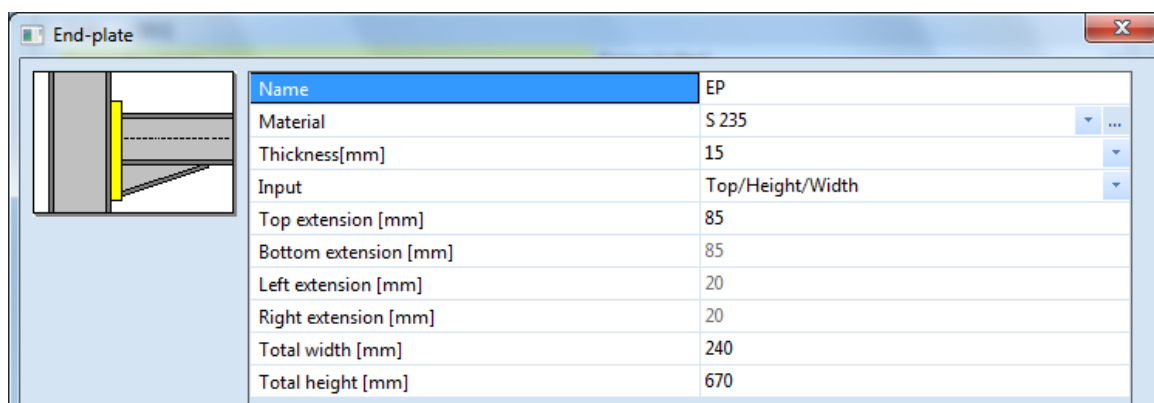 End-plate
Name EP
Material S 235 ...
Thickness[mm] 15
Input Top/Height/Width
Top extension [mm] 85
Bottom extension [mm] 85
Left extension [mm] 20
Right extension [mm] 20
Total width [mm] 240
Total height [mm] 670